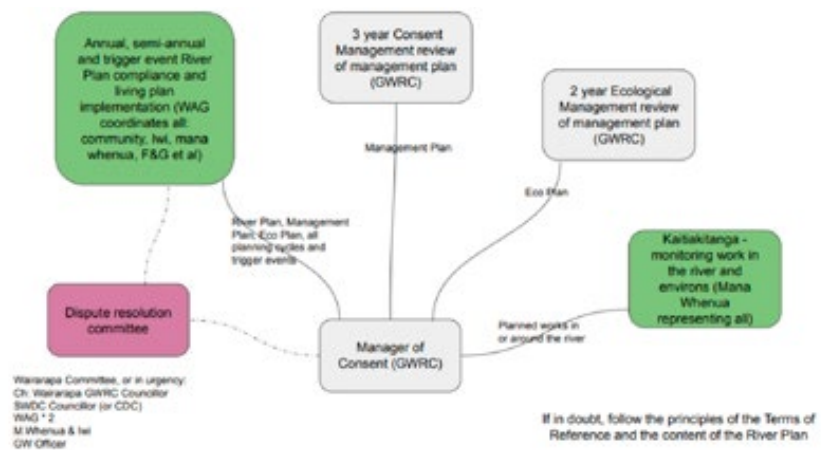 Annual, semi-annual
and trigger event River
Plan compliance and
living plan
implementation (WAG
coordinates all:
community, Iwi, mana
whenua, F&G et al)
3 year Consent
Management review
of management plan
(GWRC)
2 year Ecological
Management review
of management plan
(GWRC)
Management Plan
Eco Plan
River Plan, Management
Plan, Eco Plan, all
planning cycles and
trigger events
Kaitiakitanga -
monitoring work in
the river and
environs (Mana
Whenua
representing all)
Dispute resolution
committee
Manager of
Consent (GWRC)
Planned works in
or around the river
Wairarapa Committee, or in urgency:
Ch: Wairarapa GWRC Councillor
SWDC Councillor (or CDC)
WAG * 2
M.Whenua & Iwi
GW Officer
If in doubt, follow the principles of the Terms of
Reference and the content of the River Plan